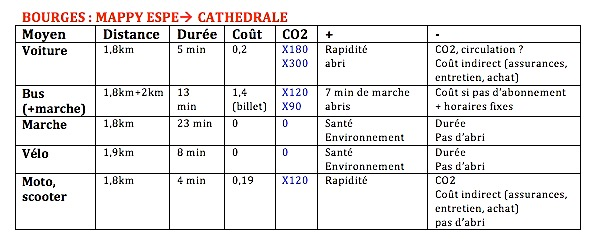 BOURGES : MAPPY ESPE→ CATHEDRALE
Moyen Distance Durée Coût CO2 + -
Voiture 1,8km 5 min 0,2 X180 Rapidité CO2, circulation ?
X300 abri Coût indirect (assurances,
entretien, achat)
Bus 1,8km+2km 13 1,4 X120 7 min de marche Coût si pas d'abonnement
(+marche) min (billet) X90 abris + horaires fixes
Marche 1,8km 23 min 0 0 Santé Durée
Environnement Pas d'abri
Vélo 1,9km 8 min 0 0 Santé Durée
Environnement Pas d'abri
Moto, 1,8km 4 min 0,19 X120 Rapidité CO2
scooter Coût indirect (assurances,
entretien, achat)
pas d'abri